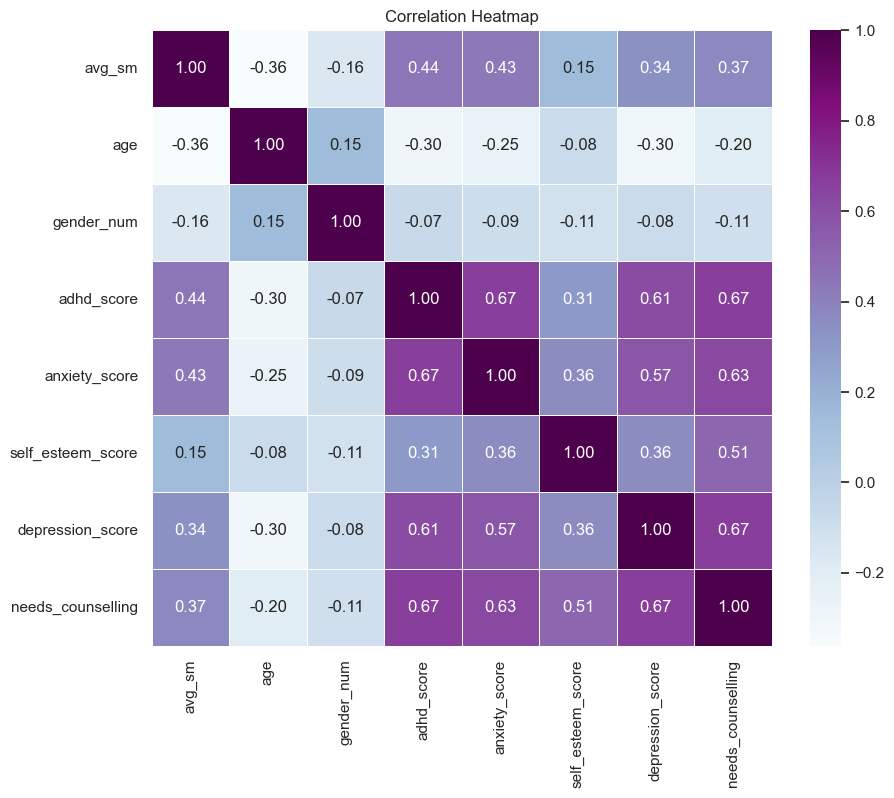 Correlation Heatmap
avg_sm 1.00 -0.36 -0.16 0.44 0.43 0.15 0.34 0.37
age -0.36 1.00 0.15 -0.30 -0.25 -0.08 -0.30 -0.20
gender_num -0.16 0.15 1.00 -0.07 -0.09 -0.11 -0.08 -0.11
adhd_score 0.44 -0.30 -0.07 1.00 0.67 0.31 0.61 0.67
anxiety_score 0.43 -0.25 -0.09 0.67 1.00 0.36 0.57 0.63
self_esteem_score 0.15 -0.08 -0.11 0.31 0.36 1.00 0.36 0.51
depression_score 0.34 -0.30 -0.08 0.61 0.57 0.36 1.00 0.67
needs_counselling 0.37 -0.20 -0.11 0.67 0.63 0.51 0.67 1.00
avg_sm
age
gender_num
adhd_score
anxiety_score
self_esteem_score
depression_score
needs_counselling
1.0
0.8
0.6
0.4
0.2
0.0
−0.2